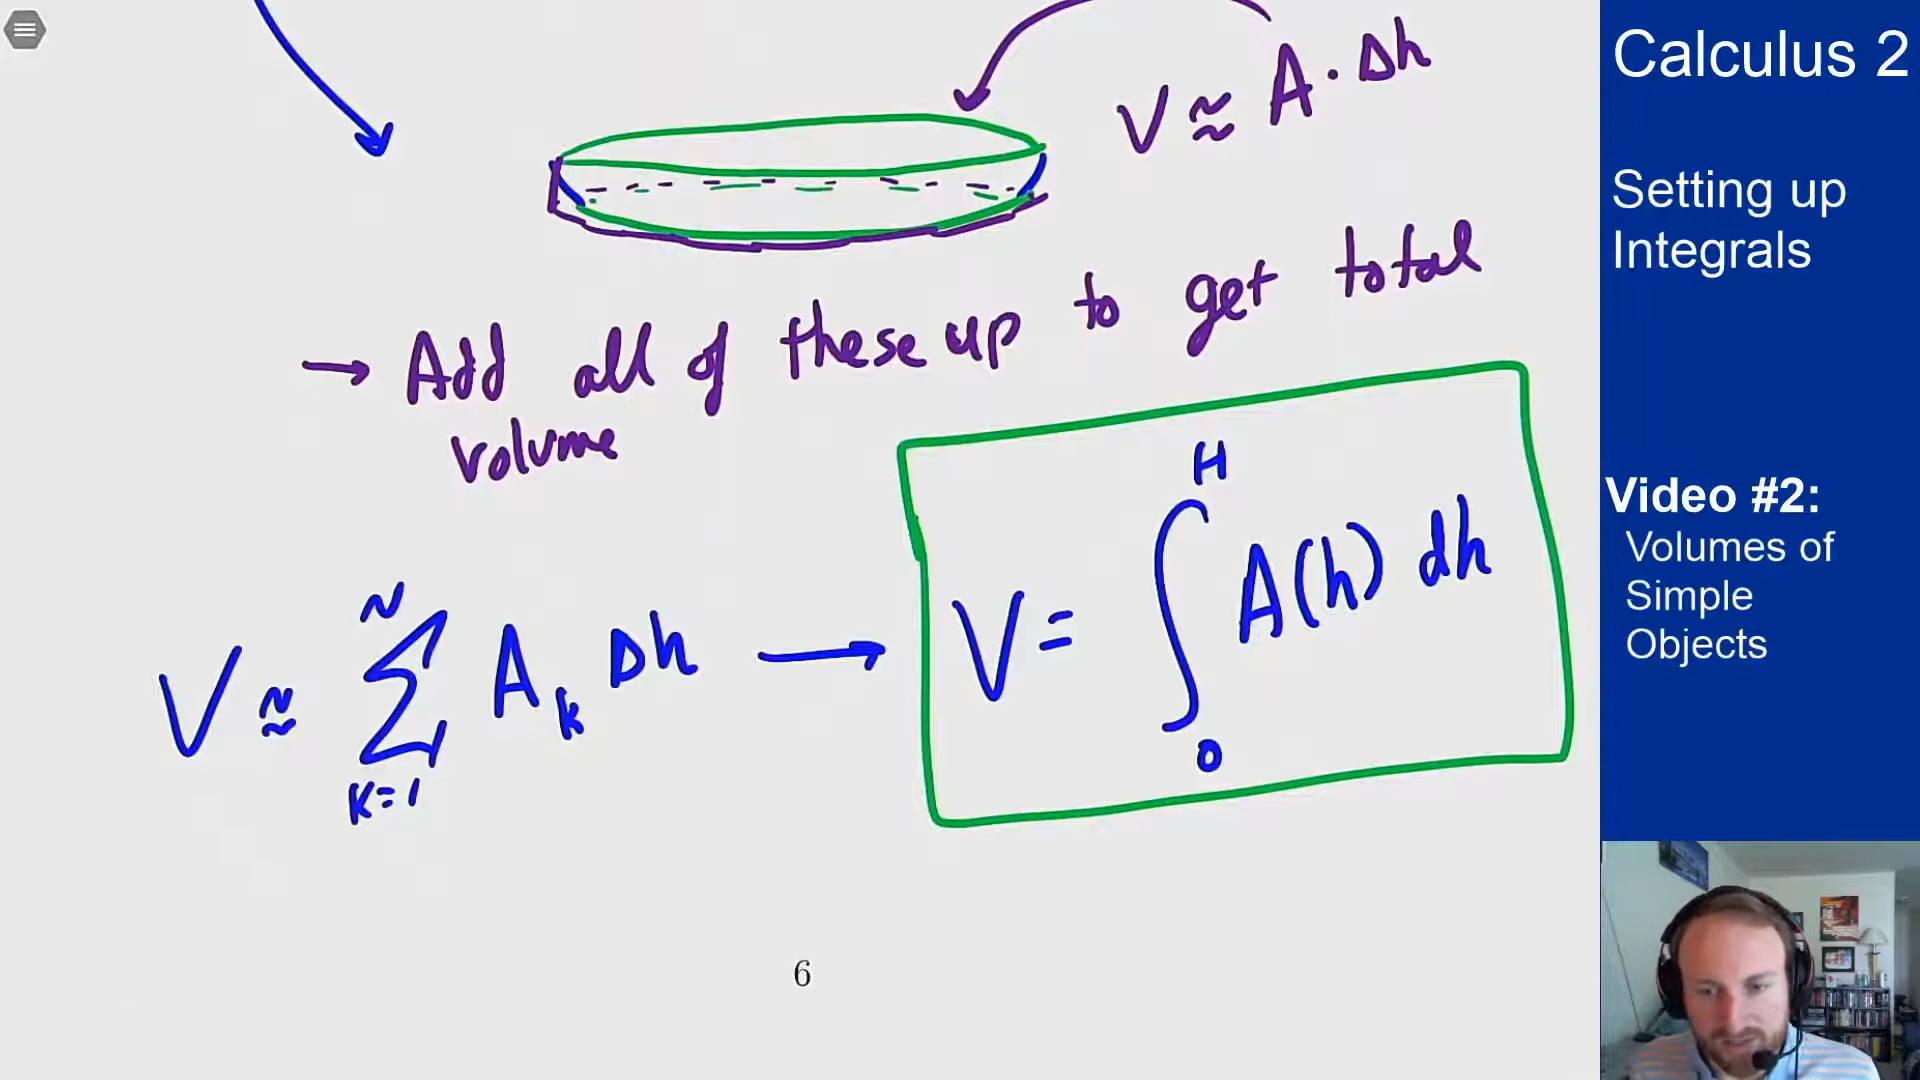 V ≈ A · Δh
→ Add all of these up to get total
volume
V ≈ N ∑ k=1 A_k Δh → V = ∫_0^H A(h) dh
6
Calculus 2
Setting up
Integrals
Video #2:
Volumes of
Simple
Objects